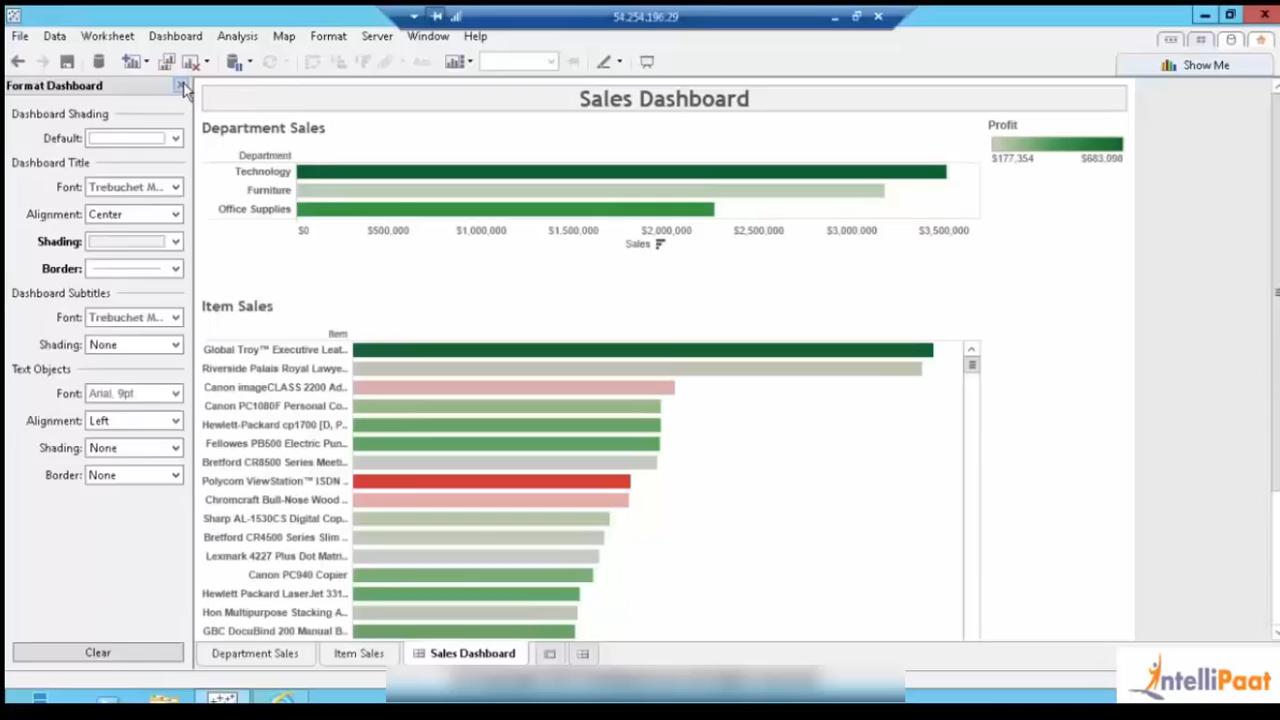 54.254.196.29
File Data Worksheet Dashboard Analysis Map Format Server Window Help
Show Me
Format Dashboard
Dashboard Shading
Default:
Dashboard Title
Font: Trebuchet M...
Alignment: Center
Shading:
Border:
Dashboard Subtitles
Font: Trebuchet M...
Shading: None
Text Objects
Font: Arial, 9pt
Alignment: Left
Shading: None
Border: None
Clear
Sales Dashboard
Department Sales
Department
Technology
Furniture
Office Supplies
$0 $500,000 $1,000,000 $1,500,000 $2,000,000 $2,500,000 $3,000,000 $3,500,000
Sales
Profit
$177,354 $683,098
Item Sales
Item
Global Troy™ Executive Leat..
Riverside Palais Royal Lawye..
Canon imageCLASS 2200 Ad..
Canon PC1080F Personal Co..
Hewlett-Packard cp1700 [D, P..
Fellowes PB500 Electric Pun..
Bretford CR8500 Series Meeti..
Polycom ViewStation™ ISDN ..
Chromcraft Bull-Nose Wood ..
Sharp AL-1530CS Digital Cop..
Bretford CR4500 Series Slim ..
Lexmark 4227 Plus Dot Matri..
Canon PC940 Copier
Hewlett Packard LaserJet 331..
Hon Multipurpose Stacking A..
GBC DocuBind 200 Manual B..
Department Sales Item Sales Sales Dashboard
IntelliPaat